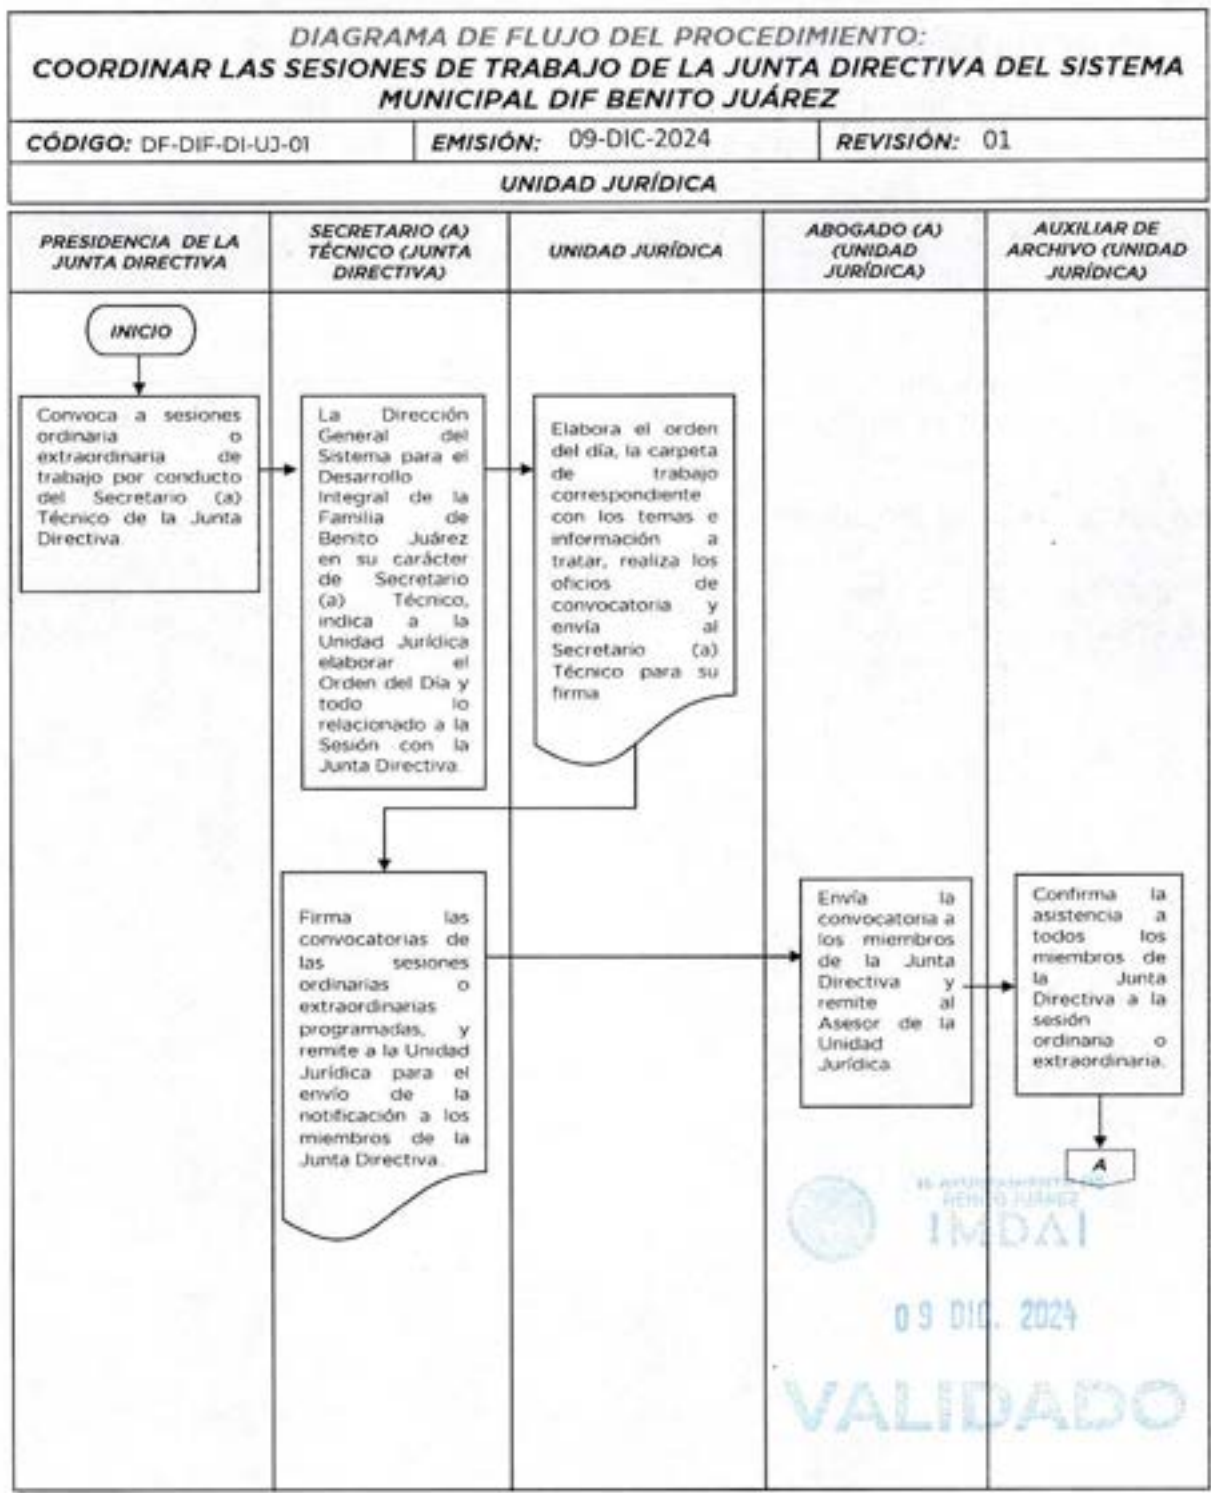 DIAGRAMA DE FLUJO DEL PROCEDIMIENTO:
COORDINAR LAS SESIONES DE TRABAJO DE LA JUNTA DIRECTIVA DEL SISTEMA
MUNICIPAL DIF BENITO JUÁREZ
CÓDIGO: DF-DIF-DI-UJ-01
EMISIÓN: 09-DIC-2024
REVISIÓN: 01
UNIDAD JURÍDICA
PRESIDENCIA DE LA
JUNTA DIRECTIVA
SECRETARIO (A)
TÉCNICO (JUNTA
DIRECTIVA)
UNIDAD JURÍDICA
ABOGADO (A)
(UNIDAD
JURÍDICA)
AUXILIAR DE
ARCHIVO (UNIDAD
JURÍDICA)
INICIO
Convoca a sesiones
ordinaria o
extraordinaria de
trabajo por conducto
del Secretario (a)
Técnico de la Junta
Directiva
La Dirección
General del
Sistema para el
Desarrollo
Integral de la
Familia de
Benito Juárez
en su carácter
de Secretario
(a) Técnico,
indica a la
Unidad Jurídica
elaborar el
Orden del Día y
todo lo
relacionado a la
Sesión con la
Junta Directiva.
Elabora el orden
del día, la carpeta
de trabajo
correspondiente
con los temas e
información a
tratar, realiza los
oficios de
convocatoria y
envía al
Secretario (a)
Técnico para su
firma
Firma las
convocatorias de
las sesiones
ordinarias o
extraordinarias
programadas, y
remite a la Unidad
Jurídica para el
envío de la
notificación a los
miembros de la
Junta Directiva.
Envía la
convocatoria a
los miembros
de la Junta
Directiva y
remite al
Asesor de la
Unidad
Jurídica
Confirma la
asistencia a
todos los
miembros de
la Junta
Directiva a la
sesión
ordinaria o
extraordinaria.
A
AYUNTAMIENTO DE
BENITO JUÁREZ
IMDAI
09 DIC. 2024
VALIDADO